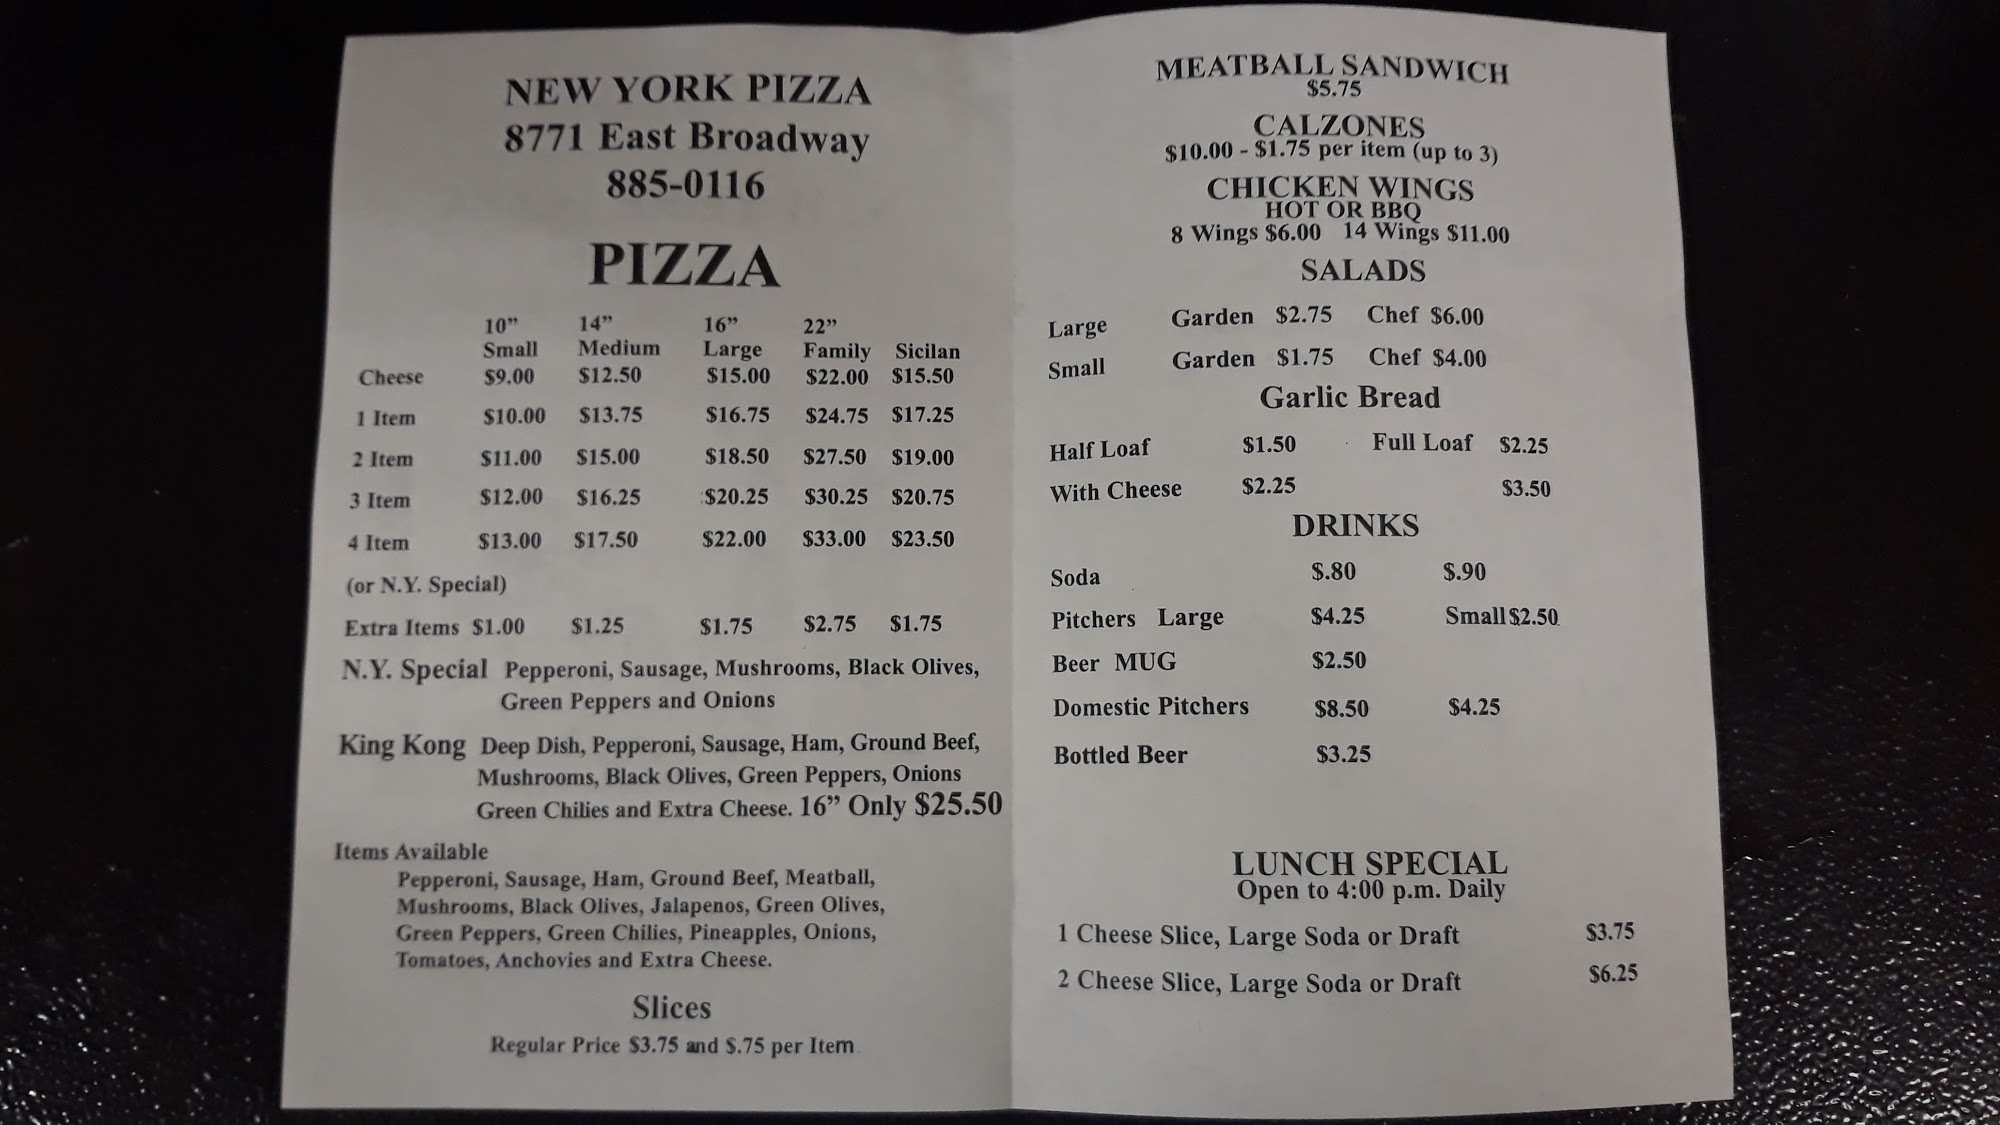 NEW YORK PIZZA
8771 East Broadway
885-0116
PIZZA
10” 14” 16” 22”
Small Medium Large Family Sicilan
Cheese $9.00 $12.50 $15.00 $22.00 $15.50
1 Item $10.00 $13.75 $16.75 $24.75 $17.25
2 Item $11.00 $15.00 $18.50 $27.50 $19.00
3 Item $12.00 $16.25 $20.25 $30.25 $20.75
4 Item $13.00 $17.50 $22.00 $33.00 $23.50
(or N.Y. Special)
Extra Items $1.00 $1.25 $1.75 $2.75 $1.75
N.Y. Special Pepperoni, Sausage, Mushrooms, Black Olives,
Green Peppers and Onions
King Kong Deep Dish, Pepperoni, Sausage, Ham, Ground Beef,
Mushrooms, Black Olives, Green Peppers, Onions
Green Chilies and Extra Cheese. 16” Only $25.50
Items Available
Pepperoni, Sausage, Ham, Ground Beef, Meatball,
Mushrooms, Black Olives, Jalapenos, Green Olives,
Green Peppers, Green Chilies, Pineapples, Onions,
Tomatoes, Anchovies and Extra Cheese.
Slices
Regular Price $3.75 and $.75 per Item
MEATBALL SANDWICH
$5.75
CALZONES
$10.00 - $1.75 per item (up to 3)
CHICKEN WINGS
HOT OR BBQ
8 Wings $6.00 14 Wings $11.00
SALADS
Large Garden $2.75 Chef $6.00
Small Garden $1.75 Chef $4.00
Garlic Bread
Half Loaf $1.50 Full Loaf $2.25
With Cheese $2.25 $3.50
DRINKS
Soda $.80 $.90
Pitchers Large $4.25 Small $2.50
Beer MUG $2.50
Domestic Pitchers $8.50 $4.25
Bottled Beer $3.25
LUNCH SPECIAL
Open to 4:00 p.m. Daily
1 Cheese Slice, Large Soda or Draft $3.75
2 Cheese Slice, Large Soda or Draft $6.25